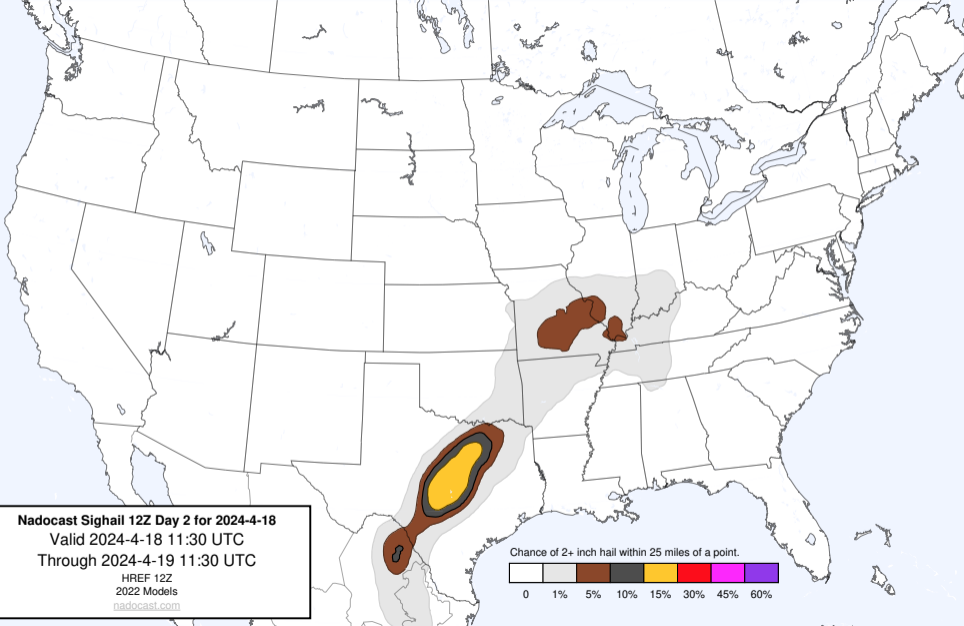 Nadocast Sighail 12Z Day 2 for 2024-4-18
Valid 2024-4-18 11:30 UTC
Through 2024-4-19 11:30 UTC
HREF 12Z
2022 Models
nadocast.com
Chance of 2+ inch hail within 25 miles of a point.
0 1% 5% 10% 15% 30% 45% 60%